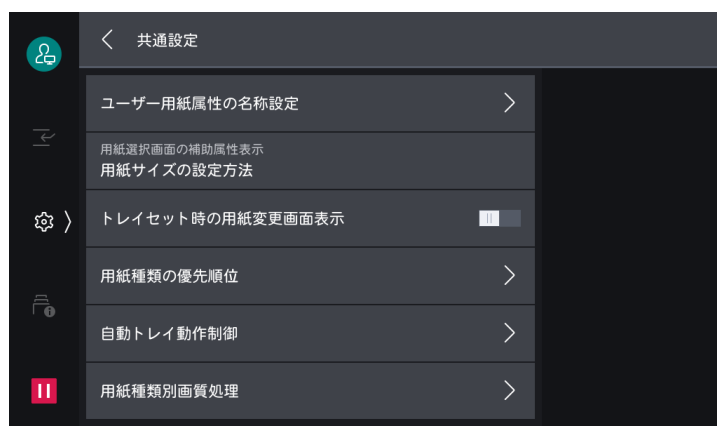 共通設定
ユーザー用紙属性の名称設定
用紙選択画面の補助属性表示
用紙サイズの設定方法
トレイセット時の用紙変更画面表示
用紙種類の優先順位
自動トレイ動作制御
用紙種類別画質処理